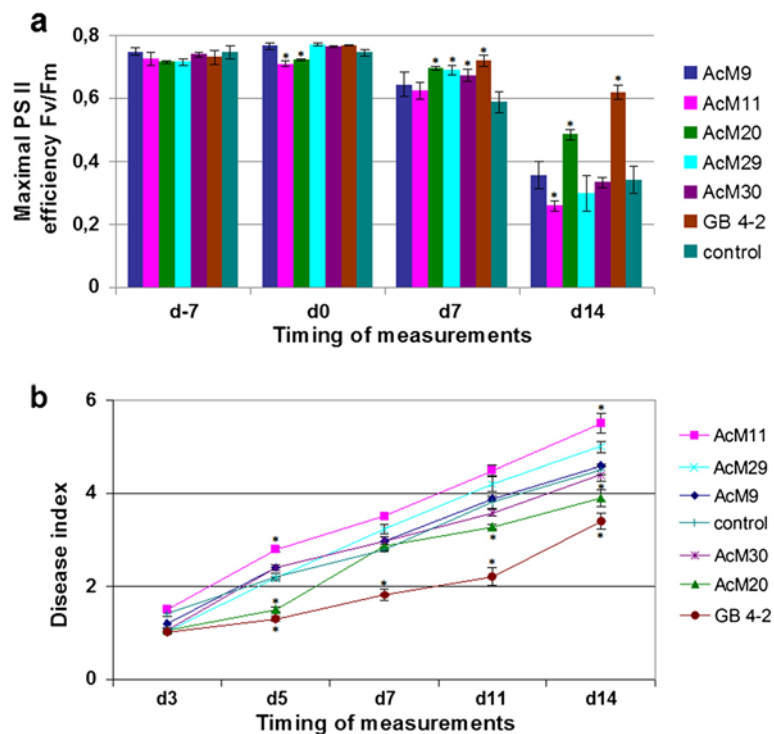 a
Maximal PS II
efficiency Fv/Fm
0,8
0,6
0,4
0,2
0
* * * * * * * * *
d-7 d0 d7 d14
Timing of measurements
AcM9
AcM11
AcM20
AcM29
AcM30
GB 4-2
control
b
Disease index
6
4
2
0
* * * * * * * * *
d3 d5 d7 d11 d14
Timing of measurements
AcM11
AcM29
AcM9
control
AcM30
AcM20
GB 4-2